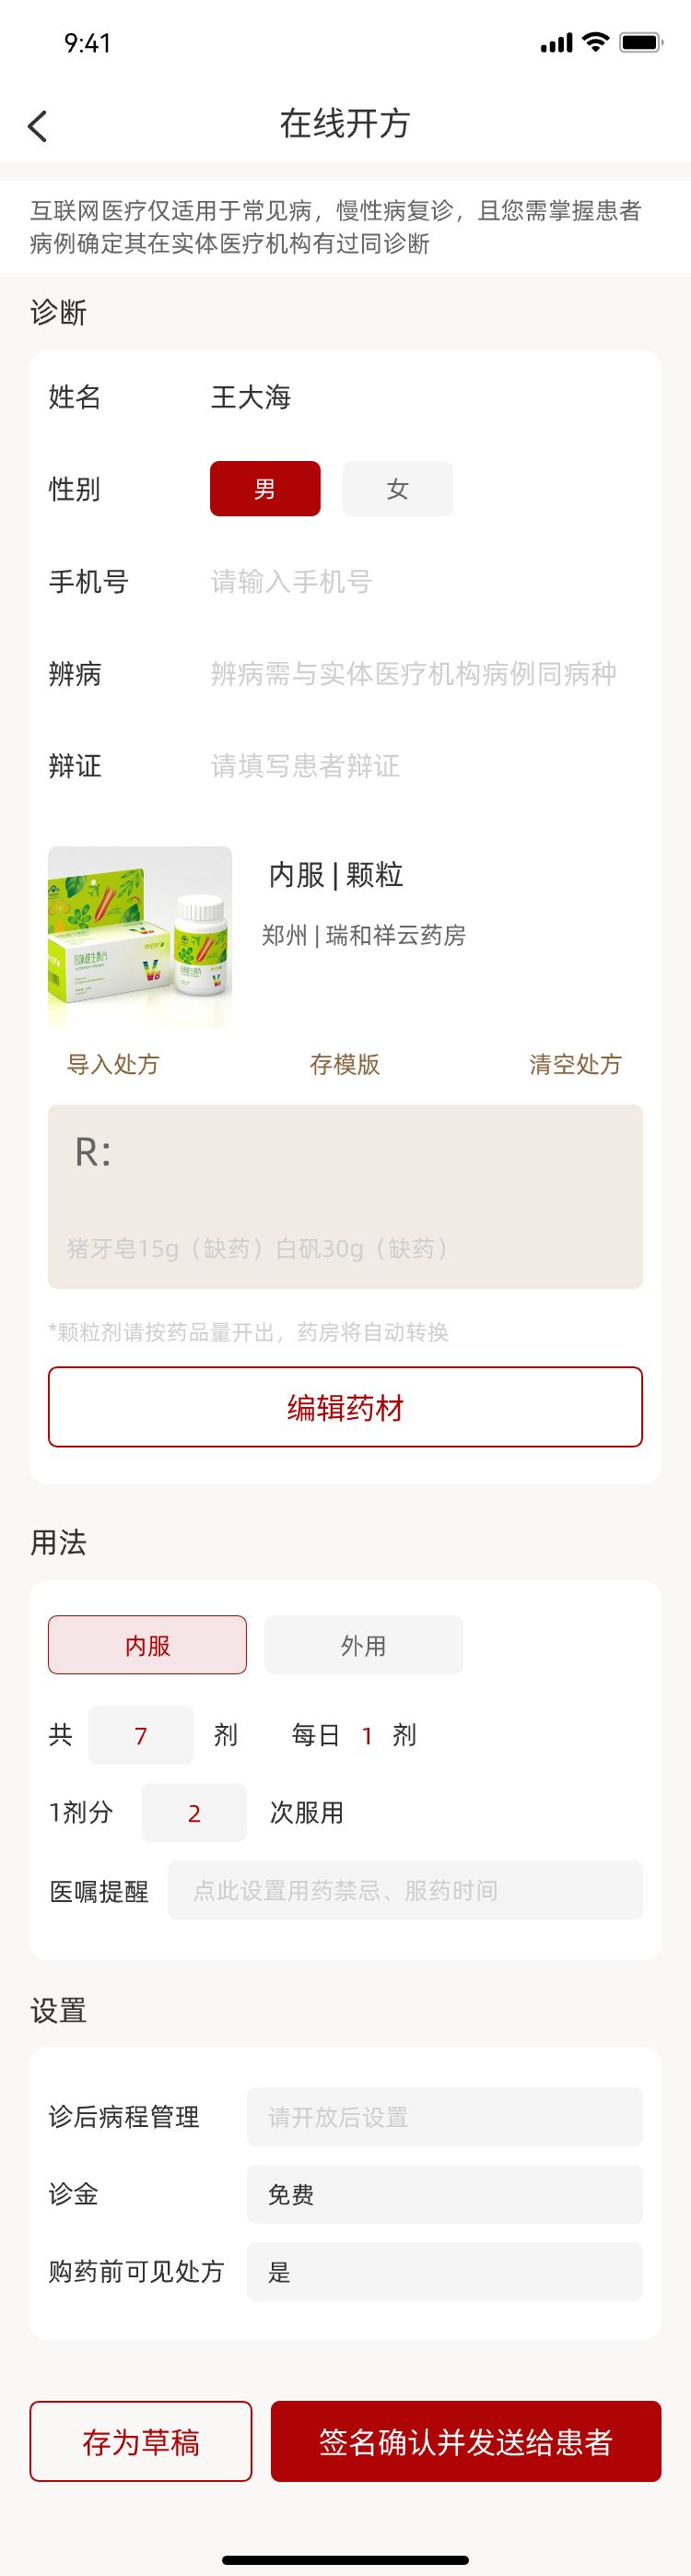 9:41
在线开方
互联网医疗仅适用于常见病，慢性病复诊，且您需掌握患者
病例确定其在实体医疗机构有过同诊断
诊断
姓名 王大海
性别 男 女
手机号 请输入手机号
辨病 辨病需与实体医疗机构病例同病种
辩证 请填写患者辩证
内服 | 颗粒
郑州 | 瑞和祥云药房
导入处方 存模版 清空处方
R:
猪牙皂15g（缺药）白矾30g（缺药）
*颗粒剂请按药品量开出，药房将自动转换
编辑药材
用法
内服 外用
共 7 剂 每日 1 剂
1剂分 2 次服用
医嘱提醒 点此设置用药禁忌、服药时间
设置
诊后病程管理 请开放后设置
诊金 免费
购药前可见处方 是
存为草稿 签名确认并发送给患者